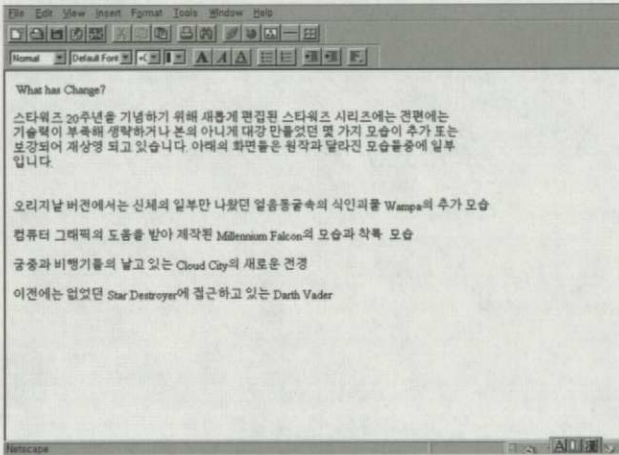 File Edit View Insert Format Tools Window Help
Normal Default Font
What has Change?
스타워즈 20주년을 기념하기 위해 새롭게 편집된 스타워즈 시리즈에는 전편에는
기술력이 부족해 생략하거나 본의 아니게 대강 만들었던 몇 가지 모습이 추가 또는
보강되어 재상영 되고 있습니다. 아래의 화면들은 원작과 달라진 모습들중에 일부
입니다.
오리지날 버전에서는 신체의 일부만 나왔던 얼음동굴속의 식인괴물 Wampa의 추가 모습
컴퓨터 그래픽의 도움을 받아 제작된 Millennium Falcon의 모습과 착륙 모습
궁중과 비행기들의 날고 있는 Cloud City의 새로운 전경
이전에는 없었던 Star Destroyer에 접근하고 있는 Darth Vader
Netscape